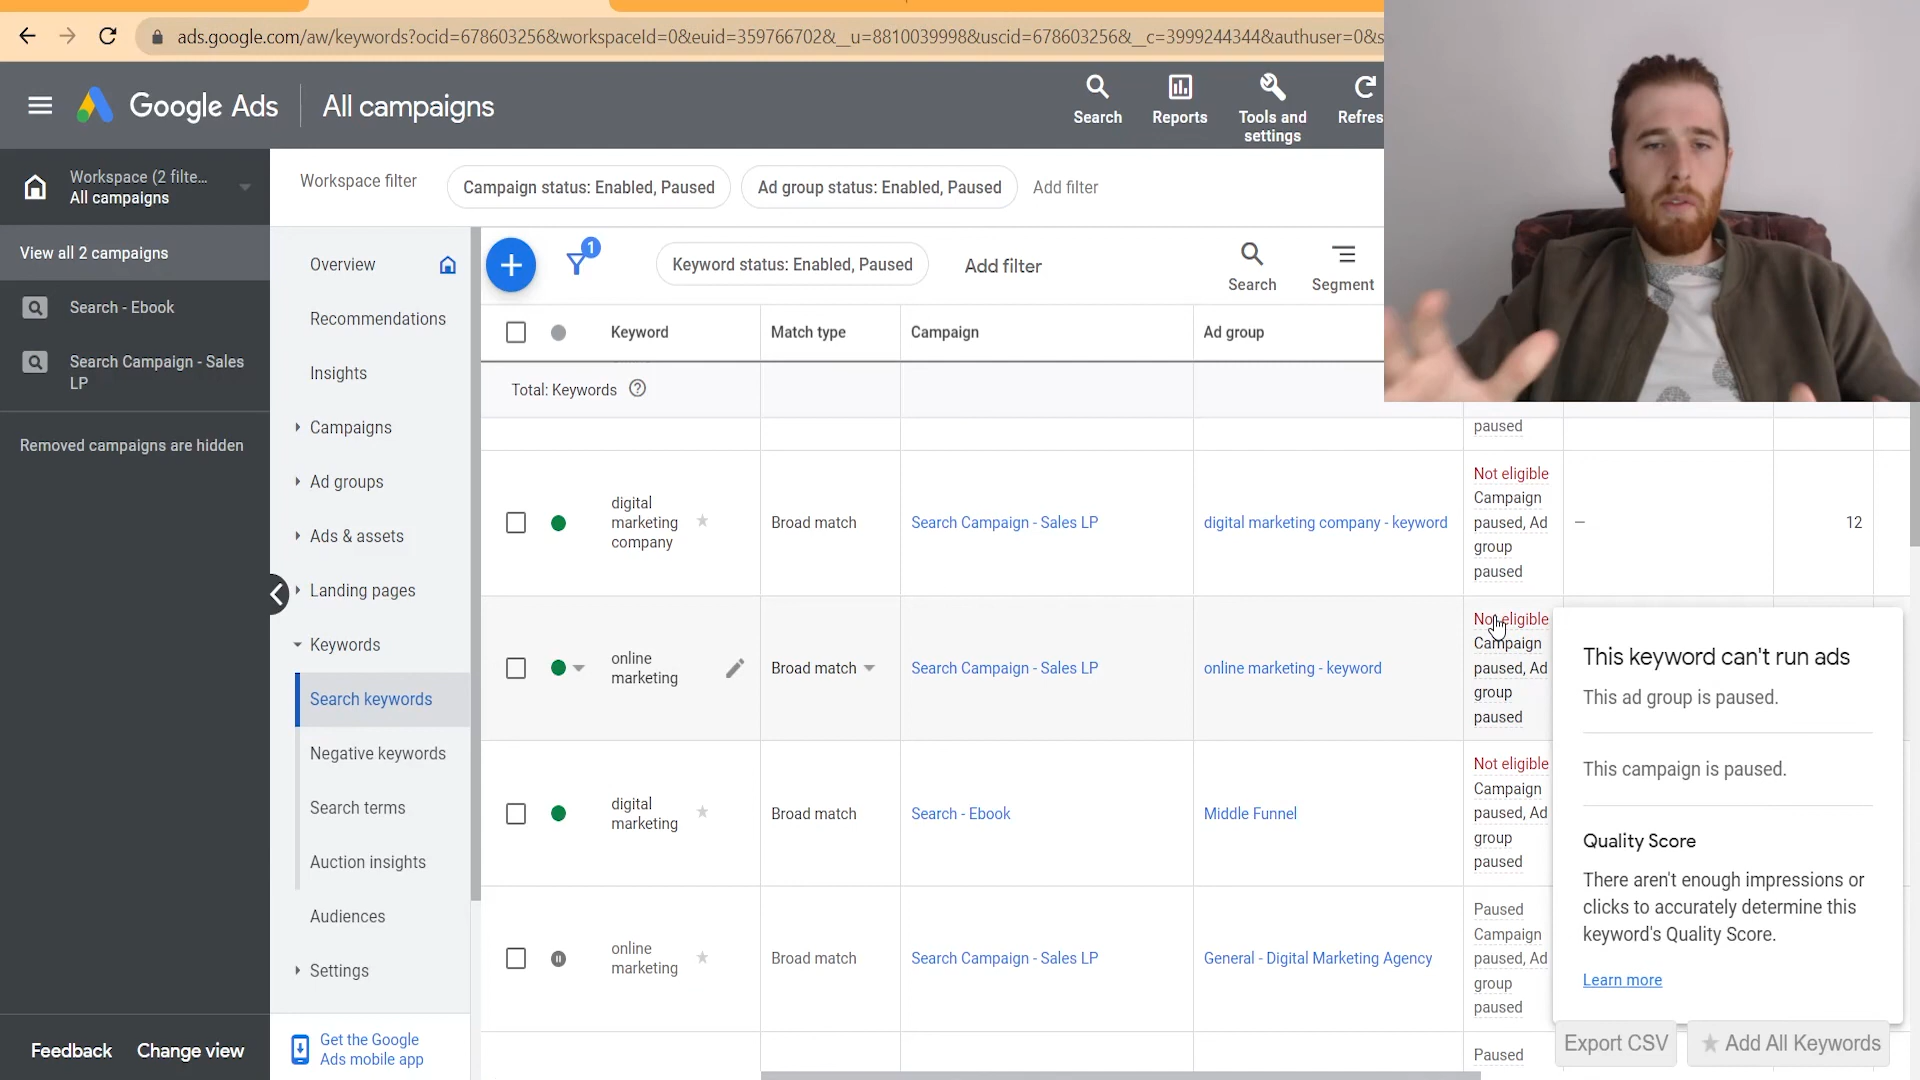 ads.google.com/aw/keywords?ocid=678603256&workspaceId=0&euid=359766702&__u=8810039998&uscid=678603256&__c=3999244344&authuser=0&s
Google Ads
All campaigns
Search
Reports
Tools and
settings
Refres
Workspace (2 filte...
All campaigns
Workspace filter
Campaign status: Enabled, Paused
Ad group status: Enabled, Paused
Add filter
View all 2 campaigns
Search - Ebook
Search Campaign - Sales
LP
Removed campaigns are hidden
Feedback
Change view
Overview
Recommendations
Insights
Campaigns
Ad groups
Ads & assets
Landing pages
Keywords
Search keywords
Negative keywords
Search terms
Auction insights
Audiences
Settings
Get the Google
Ads mobile app
1
Keyword status: Enabled, Paused
Add filter
Search
Segment
Keyword
Match type
Campaign
Ad group
Total: Keywords
paused
digital
marketing
company
Broad match
Search Campaign - Sales LP
digital marketing company - keyword
Not eligible
Campaign
paused, Ad
group
paused
–
12
online
marketing
Broad match
Search Campaign - Sales LP
online marketing - keyword
Not eligible
Campaign
paused, Ad
group
paused
digital
marketing
Broad match
Search - Ebook
Middle Funnel
Not eligible
Campaign
paused, Ad
group
paused
online
marketing
Broad match
Search Campaign - Sales LP
General - Digital Marketing Agency
Paused
Campaign
paused, Ad
group
paused
Paused
This keyword can't run ads
This ad group is paused.
This campaign is paused.
Quality Score
There aren't enough impressions or
clicks to accurately determine this
keyword's Quality Score.
Learn more
Export CSV
Add All Keywords